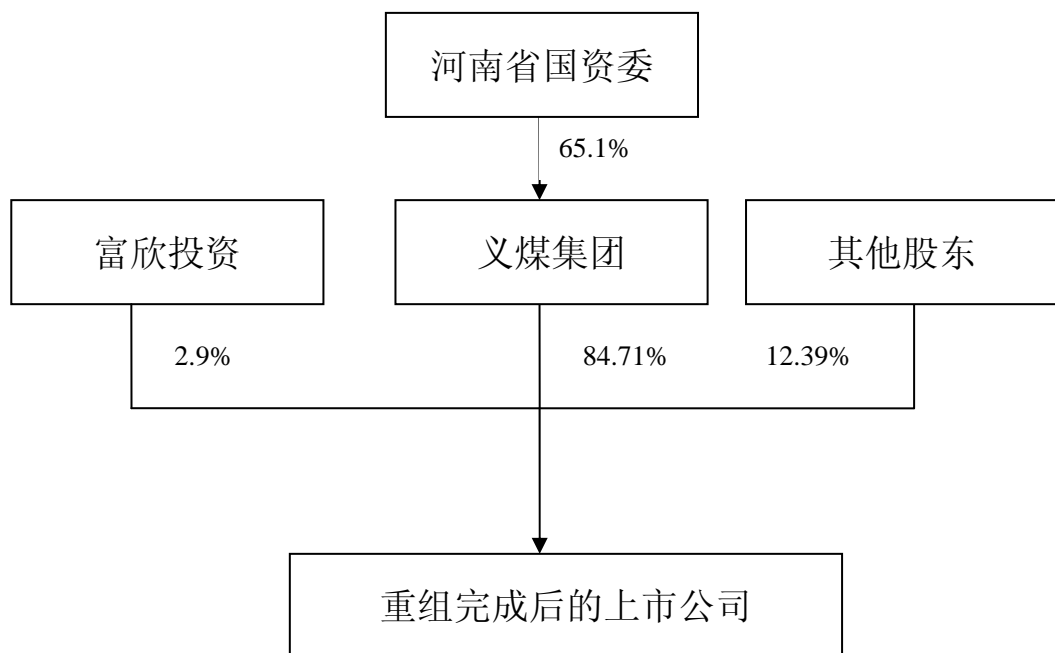 河南省国资委
65.1%
富欣投资
义煤集团
其他股东
2.9%
84.71%
12.39%
重组完成后的上市公司